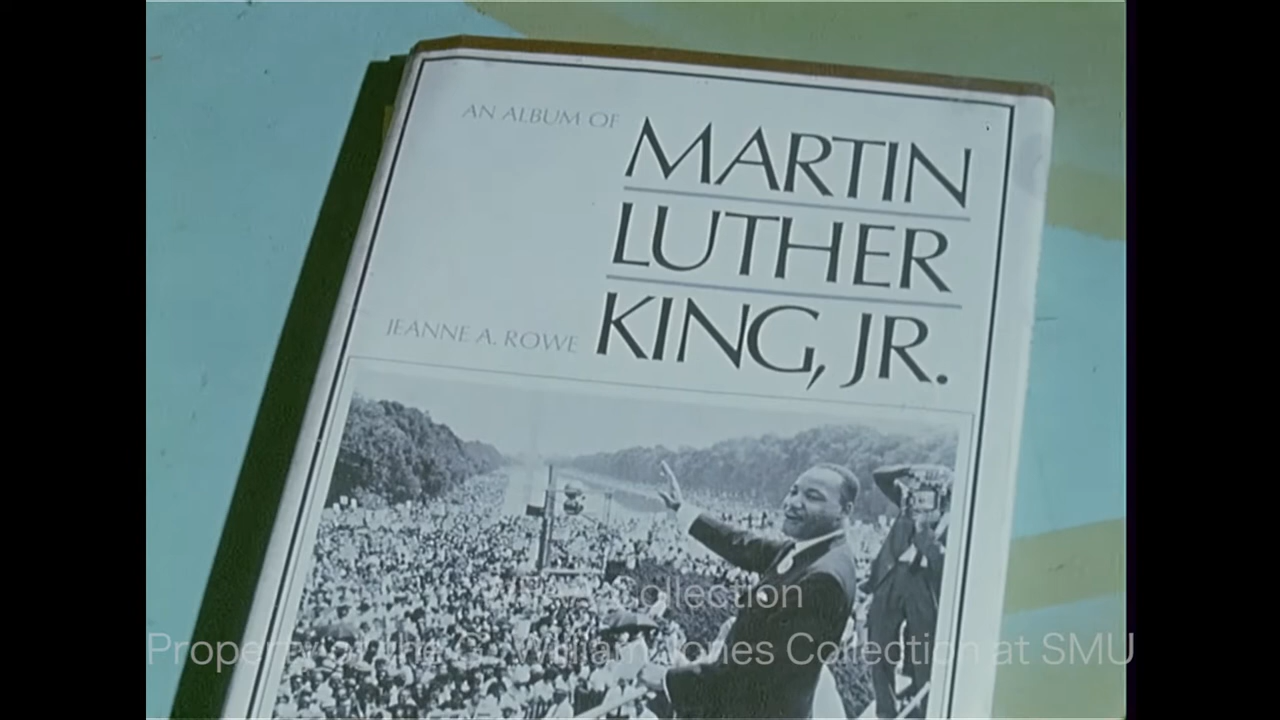 AN ALBUM OF
MARTIN
LUTHER
JEANNE A. ROWE KING, JR.
Collection
Property of the G. William Jones Collection at SMU